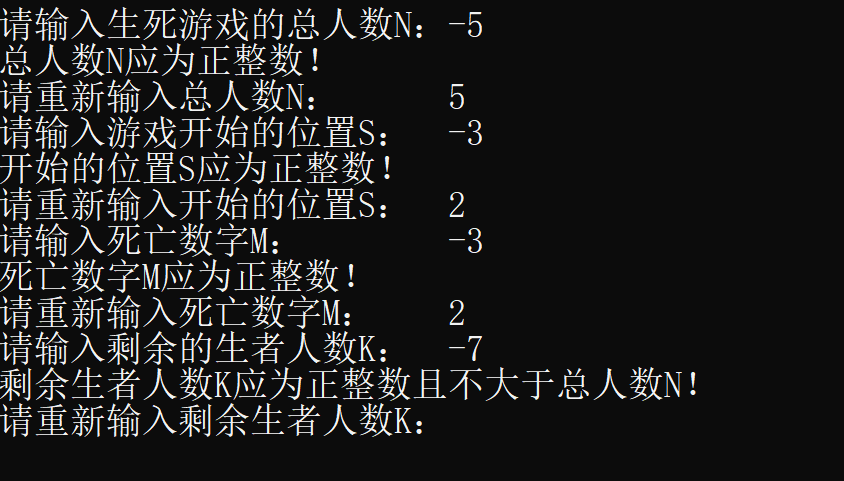 请输入生死游戏的总人数N：-5
总人数N应为正整数！
请重新输入总人数N：    5
请输入游戏开始的位置S：  -3
开始的位置S应为正整数！
请重新输入开始的位置S：  2
请输入死亡数字M：     -3
死亡数字M应为正整数！
请重新输入死亡数字M：   2
请输入剩余的生者人数K：  -7
剩余生者人数K应为正整数且不大于总人数N！
请重新输入剩余生者人数K：